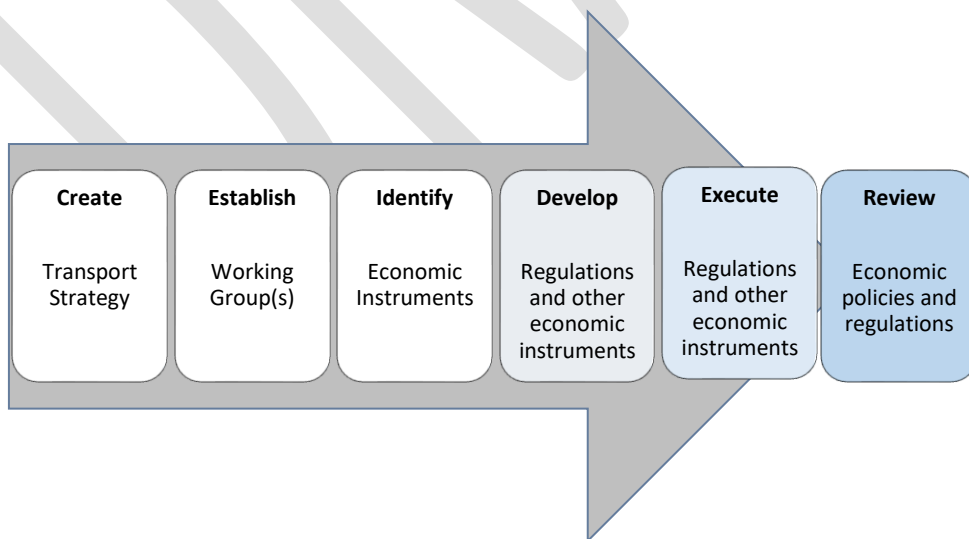 Create
Transport
Strategy
Establish
Working
Group(s)
Identify
Economic
Instruments
Develop
Regulations
and other
economic
instruments
Execute
Regulations
and other
economic
instruments
Review
Economic
policies and
regulations